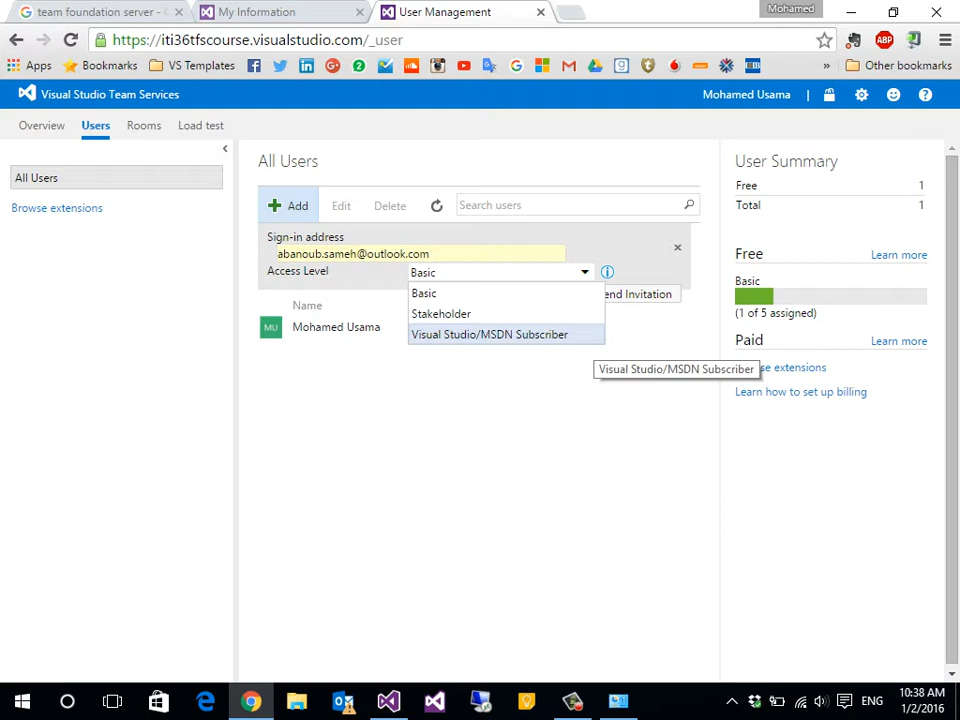 team foundation server -
My Information
User Management
Mohamed
https://iti36tfscourse.visualstudio.com/_user
Apps
Bookmarks
VS Templates
Other bookmarks
Visual Studio Team Services
Mohamed Usama
Overview
Users
Rooms
Load test
All Users
Browse extensions
All Users
Add
Edit
Delete
Search users
Sign-in address
abanoub.sameh@outlook.com
Access Level
Basic
Basic
Stakeholder
Visual Studio/MSDN Subscriber
end Invitation
Name
MU
Mohamed Usama
Visual Studio/MSDN Subscriber
User Summary
Free 1
Total 1
Free
Learn more
Basic
(1 of 5 assigned)
Paid
Learn more
se extensions
Learn how to set up billing
ENG
10:38 AM
1/2/2016